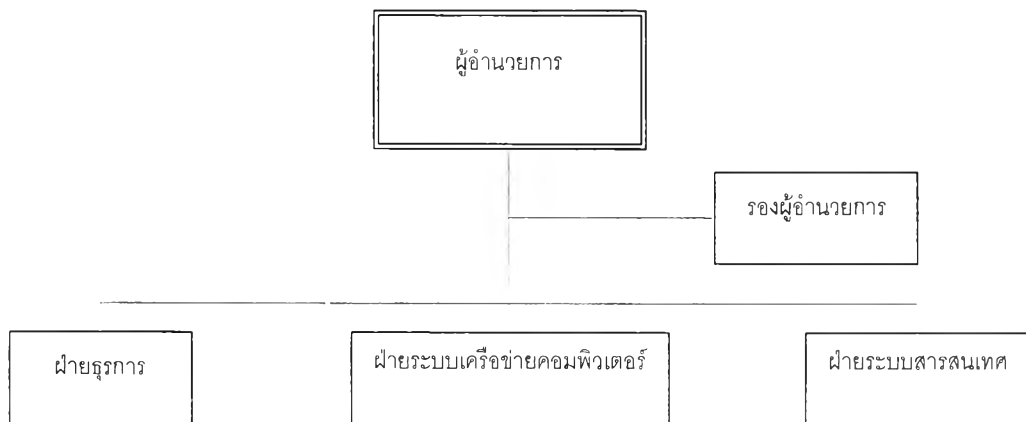 ผู้อำนวยการ
รองผู้อำนวยการ
ฝ่ายธุรการ
ฝ่ายระบบเครือข่ายคอมพิวเตอร์
ฝ่ายระบบสารสนเทศ